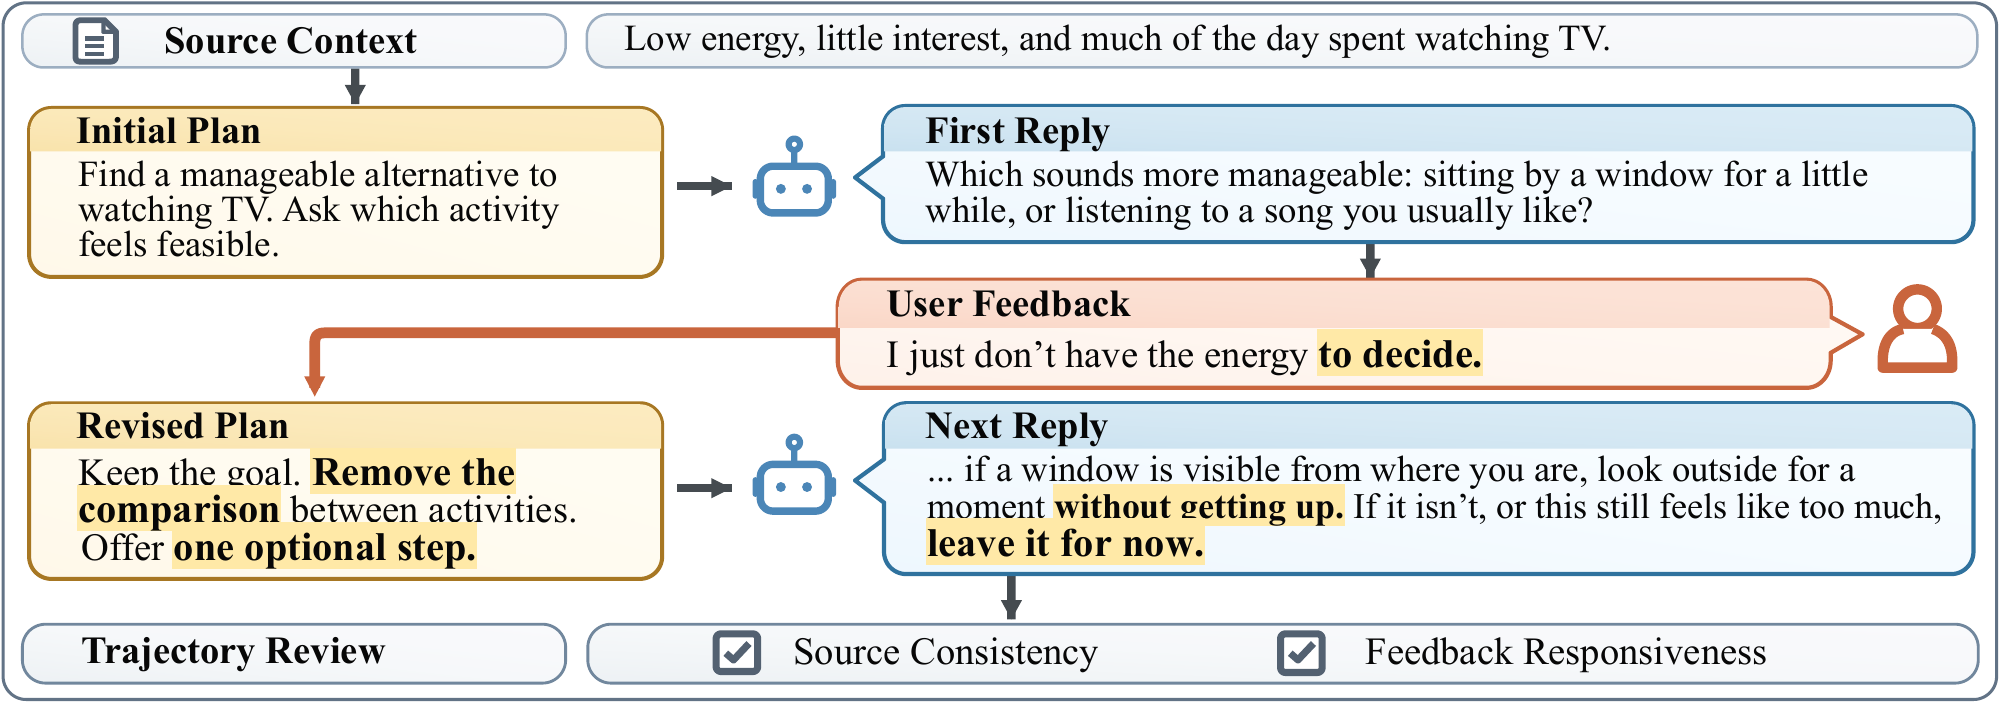 Source Context
Low energy, little interest, and much of the day spent watching TV.
Initial Plan
Find a manageable alternative to
watching TV. Ask which activity
feels feasible.
First Reply
Which sounds more manageable: sitting by a window for a little
while, or listening to a song you usually like?
User Feedback
I just don’t have the energy to decide.
Revised Plan
Keep the goal. Remove the
comparison between activities.
Offer one optional step.
Next Reply
... if a window is visible from where you are, look outside for a
moment without getting up. If it isn’t, or this still feels like too much,
leave it for now.
Trajectory Review
Source Consistency
Feedback Responsiveness